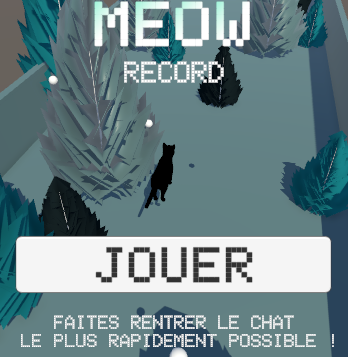 MEOW
RECORD
JOUER
FAITES RENTRER LE CHAT
LE PLUS RAPIDEMENT POSSIBLE !